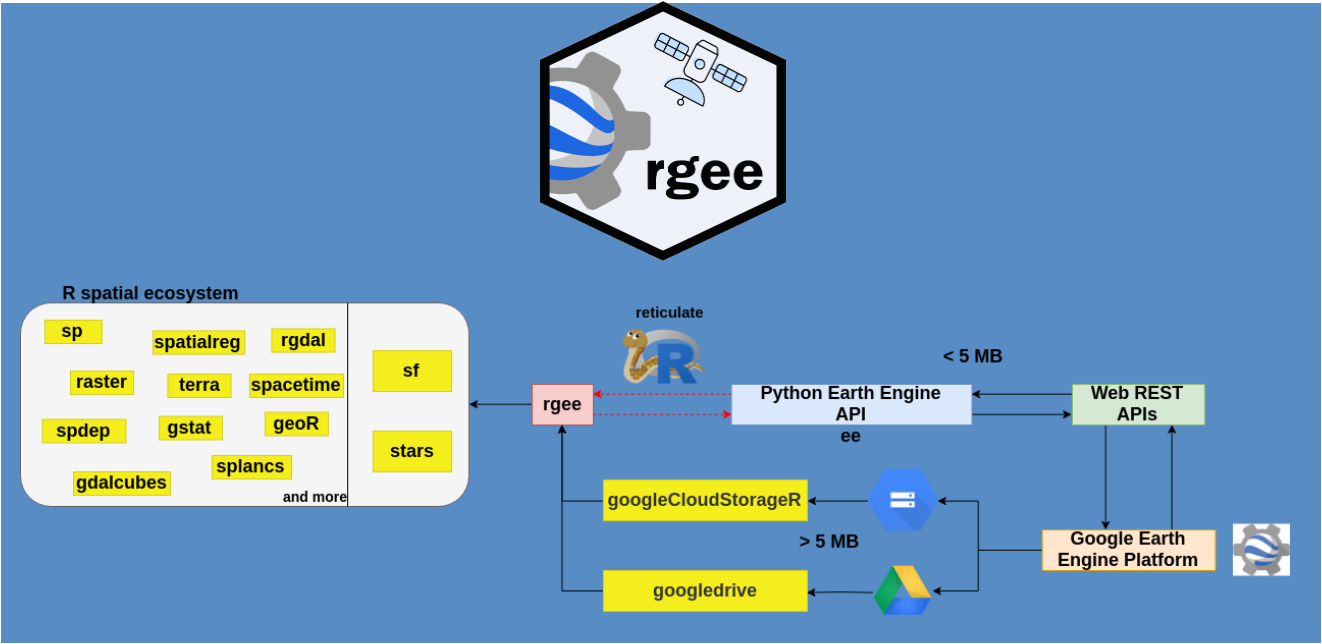 rgee
R spatial ecosystem
sp
spatialreg
rgdal
raster
terra
spacetime
spdep
gstat
geoR
splancs
gdalcubes
and more
sf
stars
rgee
reticulate
R
Python Earth Engine
API
ee
< 5 MB
Web REST
APIs
googleCloudStorageR
> 5 MB
googledrive
Google Earth
Engine Platform